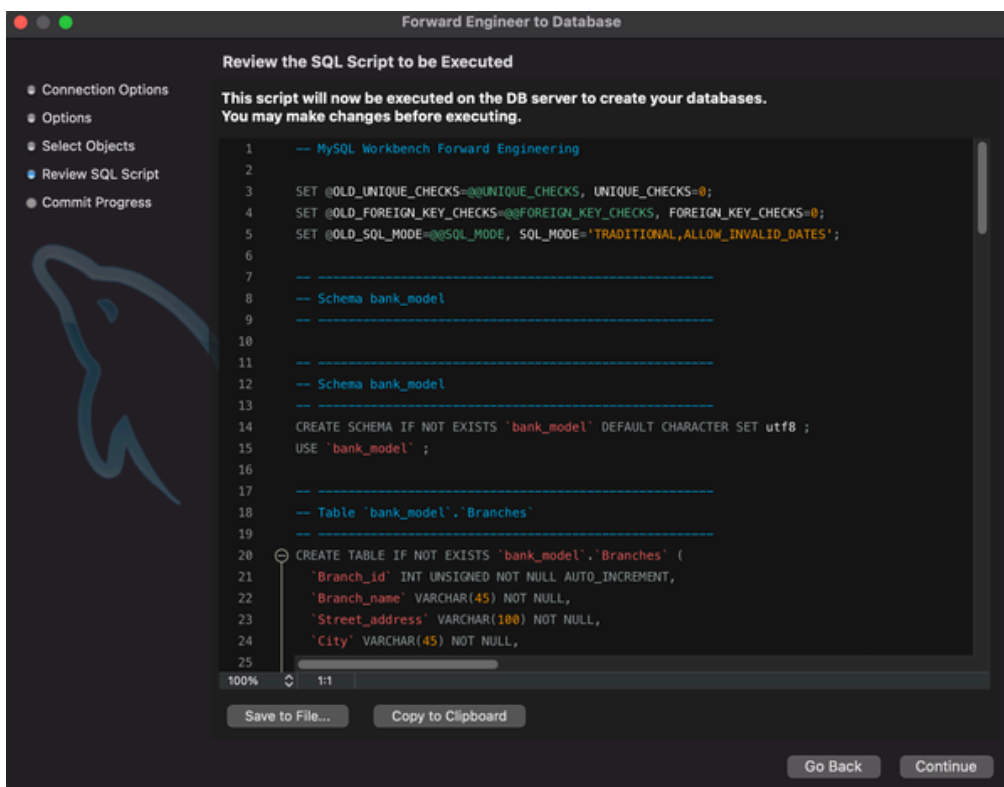 Forward Engineer to Database
Review the SQL Script to be Executed
Connection Options
Options
Select Objects
Review SQL Script
Commit Progress
This script will now be executed on the DB server to create your databases.
You may make changes before executing.
1 -- MySQL Workbench Forward Engineering
2
3 SET @OLD_UNIQUE_CHECKS=@@UNIQUE_CHECKS, UNIQUE_CHECKS=0;
4 SET @OLD_FOREIGN_KEY_CHECKS=@@FOREIGN_KEY_CHECKS, FOREIGN_KEY_CHECKS=0;
5 SET @OLD_SQL_MODE=@@SQL_MODE, SQL_MODE='TRADITIONAL,ALLOW_INVALID_DATES';
6
7 -- -----------------------------------------------------
8 -- Schema bank_model
9 -- -----------------------------------------------------
10
11 -- -----------------------------------------------------
12 -- Schema bank_model
13 -- -----------------------------------------------------
14 CREATE SCHEMA IF NOT EXISTS `bank_model` DEFAULT CHARACTER SET utf8 ;
15 USE `bank_model` ;
16
17 -- -----------------------------------------------------
18 -- Table `bank_model`.`Branches`
19 -- -----------------------------------------------------
20 CREATE TABLE IF NOT EXISTS `bank_model`.`Branches` (
21 `Branch_id` INT UNSIGNED NOT NULL AUTO_INCREMENT,
22 `Branch_name` VARCHAR(45) NOT NULL,
23 `Street_address` VARCHAR(100) NOT NULL,
24 `City` VARCHAR(45) NOT NULL,
25
100% 1:1
Save to File... Copy to Clipboard
Go Back Continue